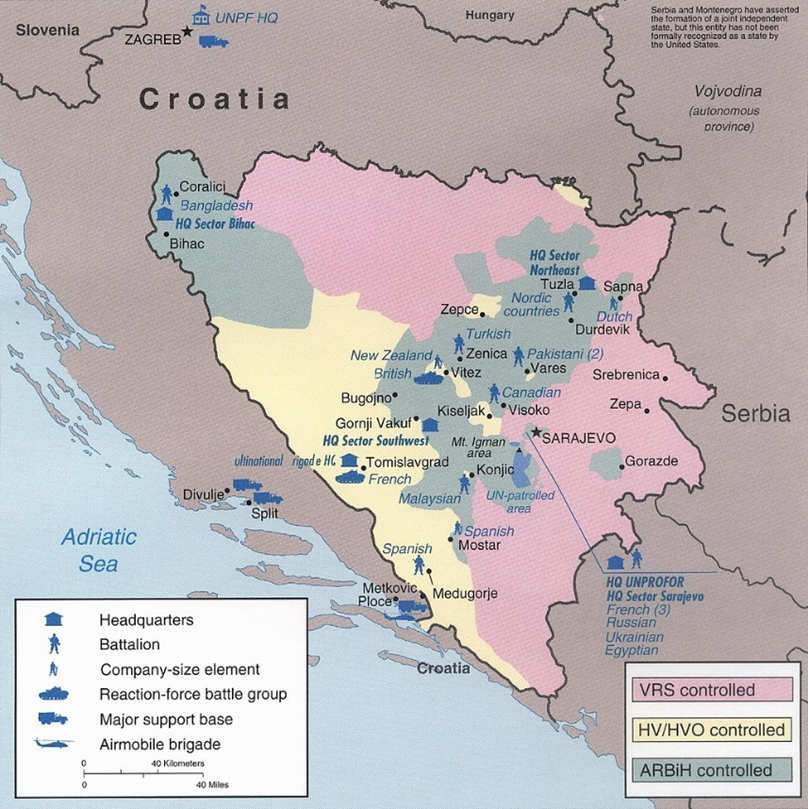 Serbia and Montenegro have asserted
the formation of a joint independent
state, but this entity has not been
formally recognized as a state by
the United States.
Slovenia
UNPF HQ
ZAGREB
Hungary
Croatia
Vojvodina
(autonomous
province)
Coralici
Bangladesh
HQ Sector Bihac
Bihac
HQ Sector
Northeast
Tuzla
Sapna
Nordic
countries
Dutch
Zepce
Durdevik
Turkish
New Zealand
Zenica
Pakistani (2)
British
Vitez
Vares
Srebrenica
Bugojno
Canadian
Kiseljak
Visoko
Zepa
Gornji Vakuf
Serbia
HQ Sector Southwest
Mt. Igman
area
SARAJEVO
ultinational rigade HQ
Tomislavgrad
Gorazde
French
Konjic
Divulje
Malaysian
UN-patrolled
area
Split
Adriatic
Sea
Spanish
Mostar
Spanish
Metkovic
Ploce
Medugorje
HQ UNPROFOR
HQ Sector Sarajevo
French (3)
Russian
Ukrainian
Egyptian
Croatia
Headquarters
Battalion
Company-size element
Reaction-force battle group
Major support base
Airmobile brigade
0 40 Kilometers
0 40 Miles
VRS controlled
HV/HVO controlled
ARBiH controlled